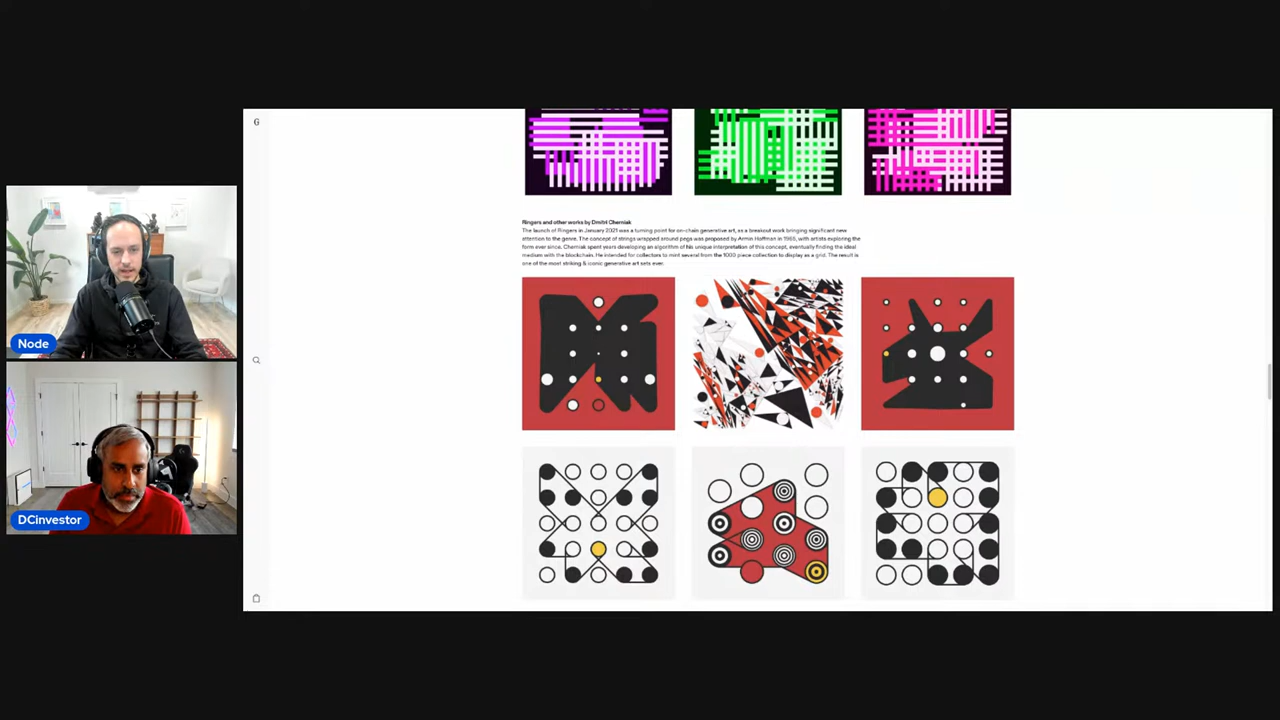 G
Ringers and other works by Dmitri Cherniak
The launch of Ringers in January 2021 was a turning point for on-chain generative art, as a breakout work bringing significant new
attention to the genre. The concept of strings wrapped around pegs was proposed by Armin Hoffman in 1965, with artists exploring the
form ever since. Cherniak spent years developing an algorithm of his unique interpretation of this concept, eventually finding the ideal
medium with the blockchain. He intended for collectors to mint several from the 1000 piece collection to display as a grid. The result is
one of the most striking & iconic generative art sets ever.
Node
DCinvestor